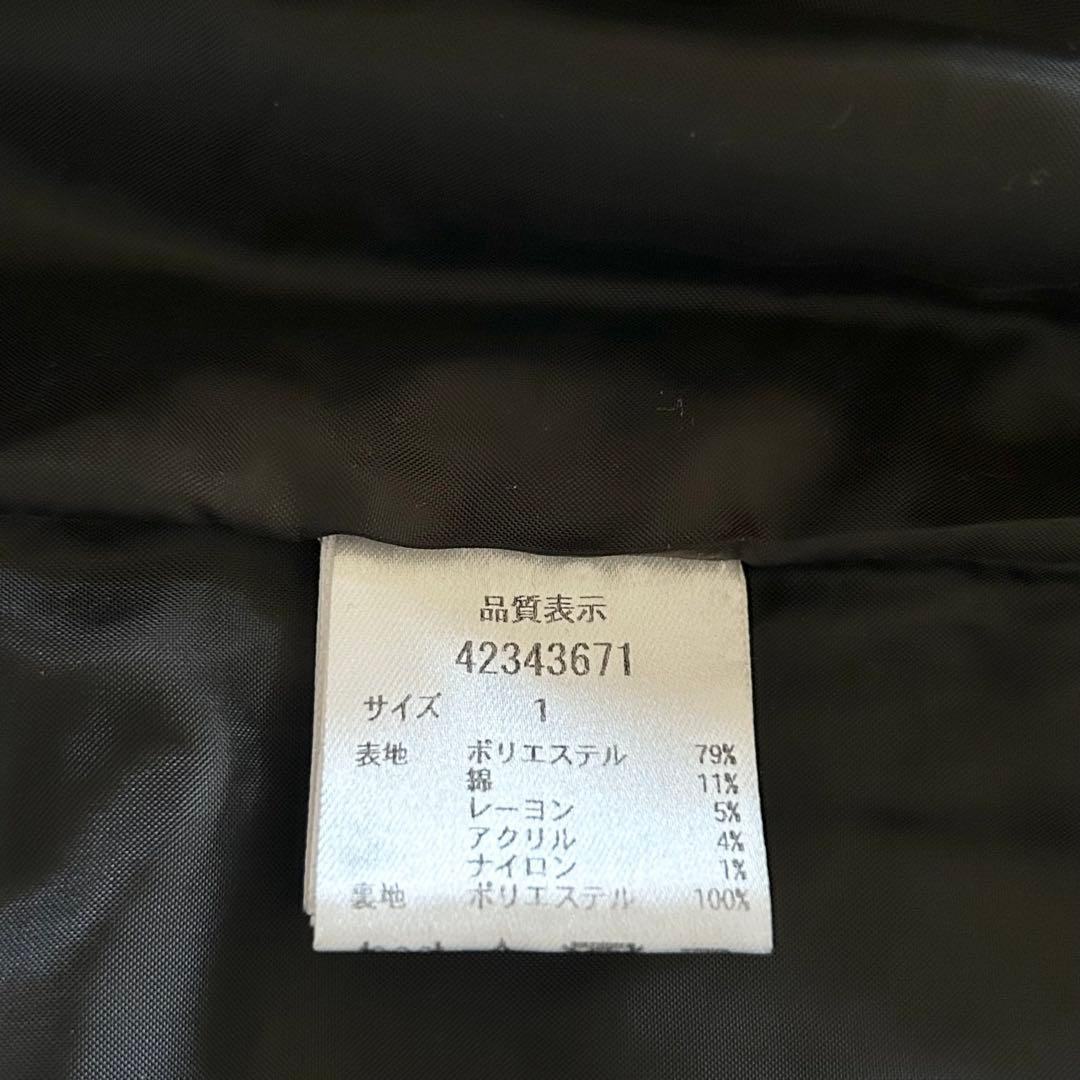 品質表示
42343671
サイズ 1
表地 ポリエステル 79%
綿 11%
レーヨン 5%
アクリル 4%
ナイロン 1%
裏地 ポリエステル 100%